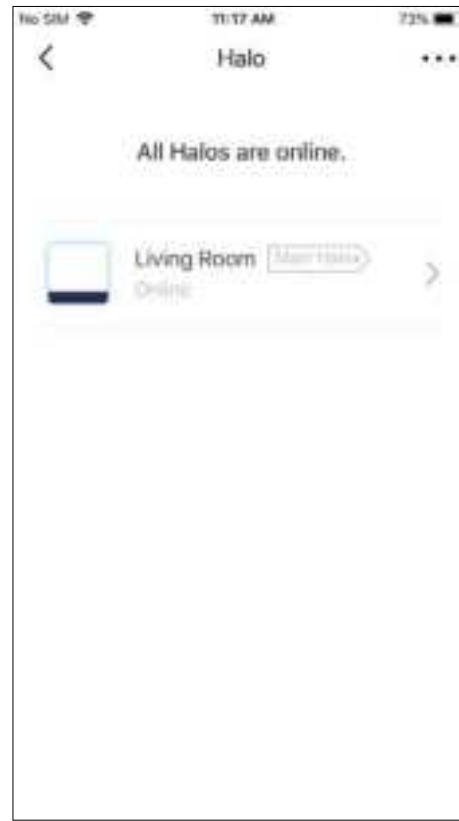 No SIM 11:17 AM 73%
Halo
All Halos are online.
Living Room Main Halo
Online